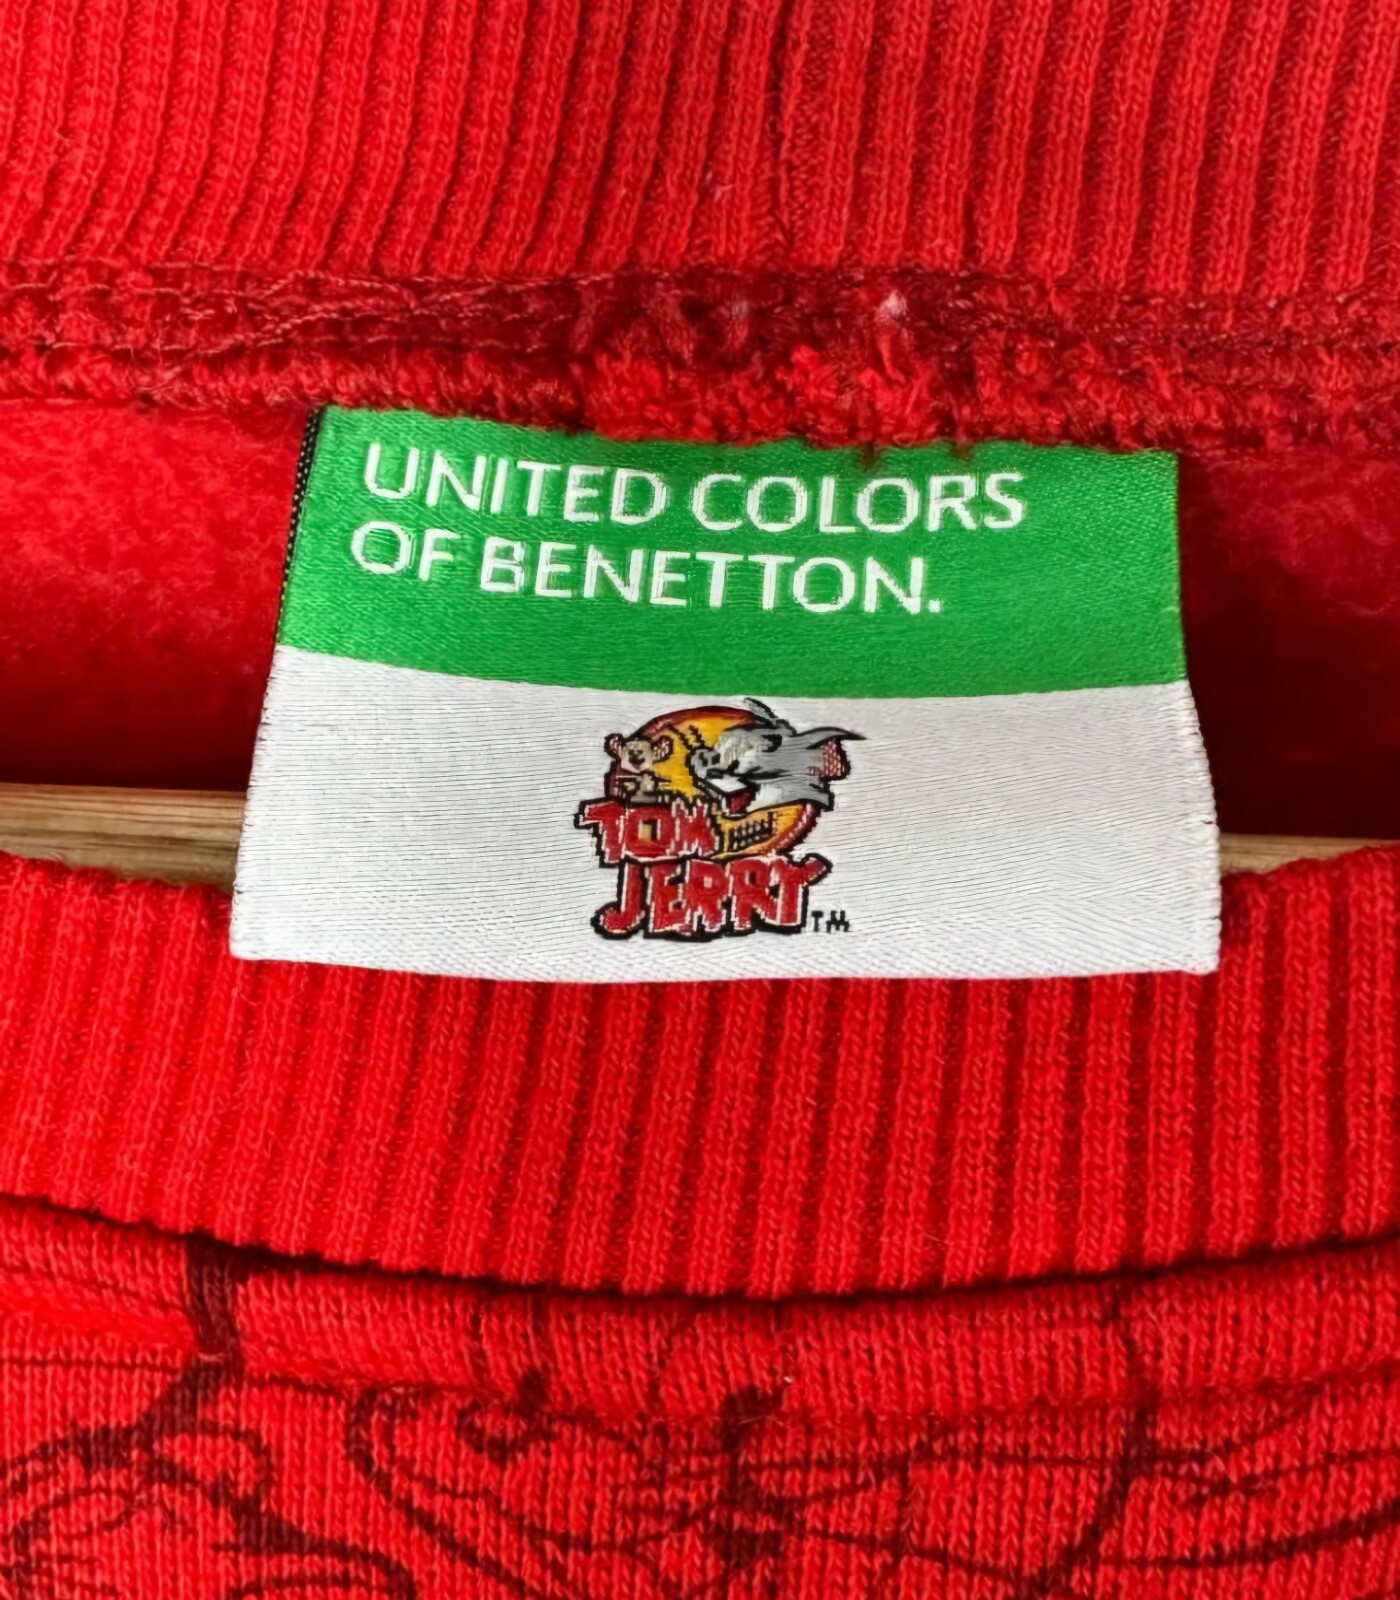 UNITED COLORS
OF BENETTON.
TOM
JERRY TM